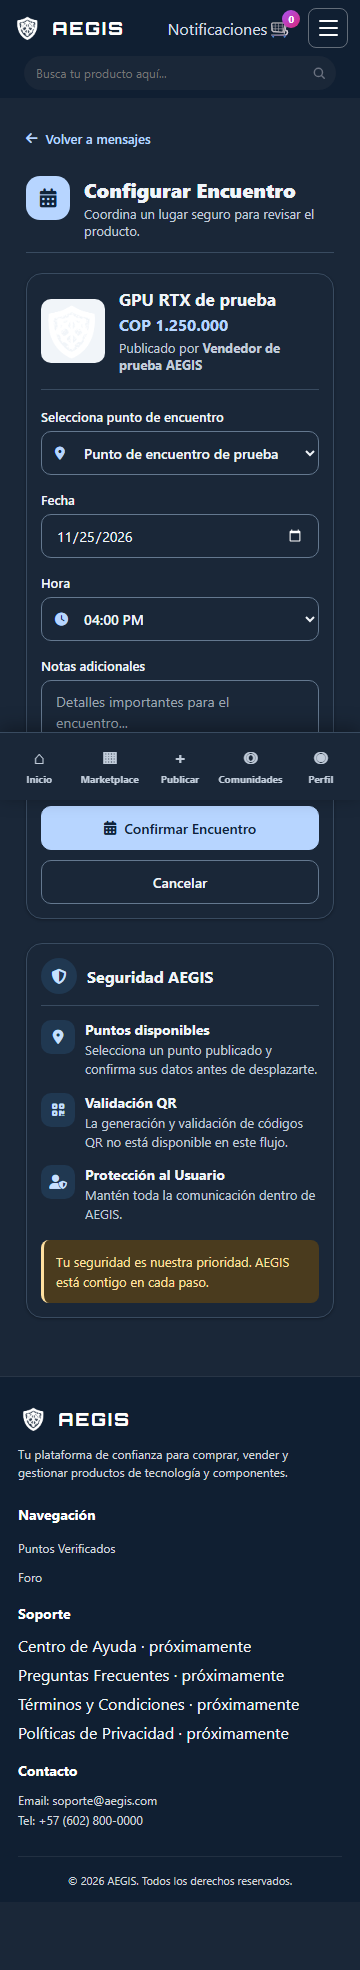 AEGIS
Notificaciones
0
Busca tu producto aquí...
Volver a mensajes
Configurar Encuentro
Coordina un lugar seguro para revisar el
producto.
GPU RTX de prueba
COP 1.250.000
Publicado por Vendedor de
prueba AEGIS
Selecciona punto de encuentro
Punto de encuentro de prueba
Fecha
11/25/2026
Hora
04:00 PM
Notas adicionales
Detalles importantes para el
encuentro...
Inicio
Marketplace
Publicar
Comunidades
Perfil
Confirmar Encuentro
Cancelar
Seguridad AEGIS
Puntos disponibles
Selecciona un punto publicado y
confirma sus datos antes de desplazarte.
Validación QR
La generación y validación de códigos
QR no está disponible en este flujo.
Protección al Usuario
Mantén toda la comunicación dentro de
AEGIS.
Tu seguridad es nuestra prioridad. AEGIS
está contigo en cada paso.
AEGIS
Tu plataforma de confianza para comprar, vender y
gestionar productos de tecnología y componentes.
Navegación
Puntos Verificados
Foro
Soporte
Centro de Ayuda · próximamente
Preguntas Frecuentes · próximamente
Términos y Condiciones · próximamente
Políticas de Privacidad · próximamente
Contacto
Email: soporte@aegis.com
Tel: +57 (602) 800-0000
© 2026 AEGIS. Todos los derechos reservados.